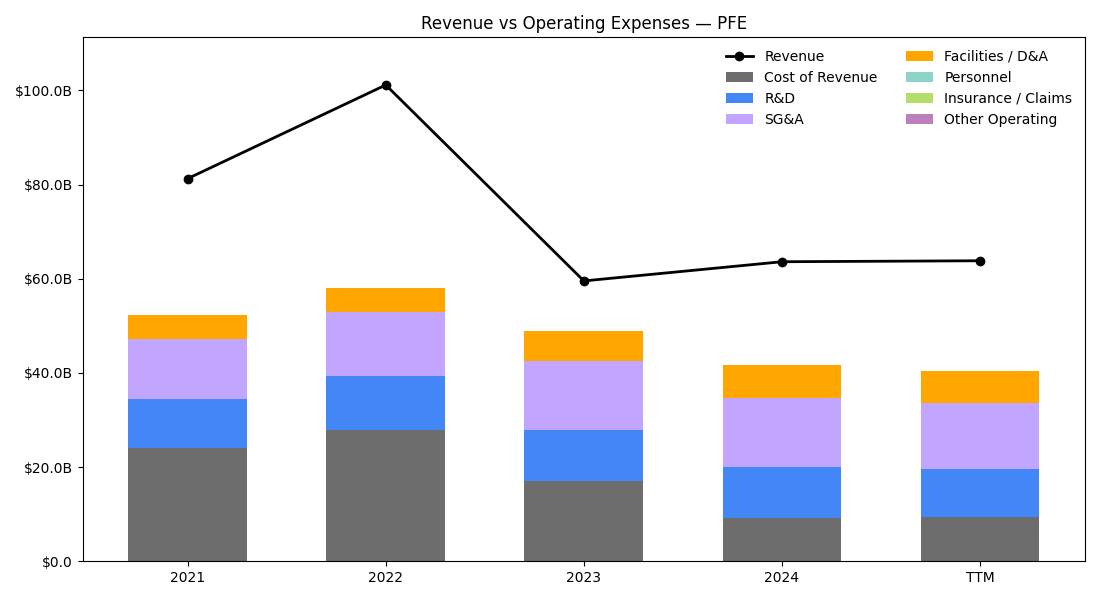 Revenue vs Operating Expenses — PFE
Revenue
Cost of Revenue
R&D
SG&A
Facilities / D&A
Personnel
Insurance / Claims
Other Operating
$100.0B
$80.0B
$60.0B
$40.0B
$20.0B
$0.0
2021 2022 2023 2024 TTM